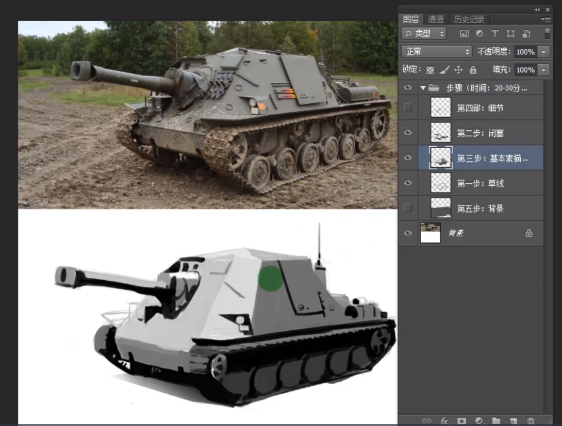 图层 通道 历史记录
类型
正常 不透明度: 100%
锁定: 填充: 100%
步骤（时间: 20-30分...
第四部: 细节
第二步: 闭塞
第三步: 基本素描...
第一步: 草线
第五步: 背景
背景
fx